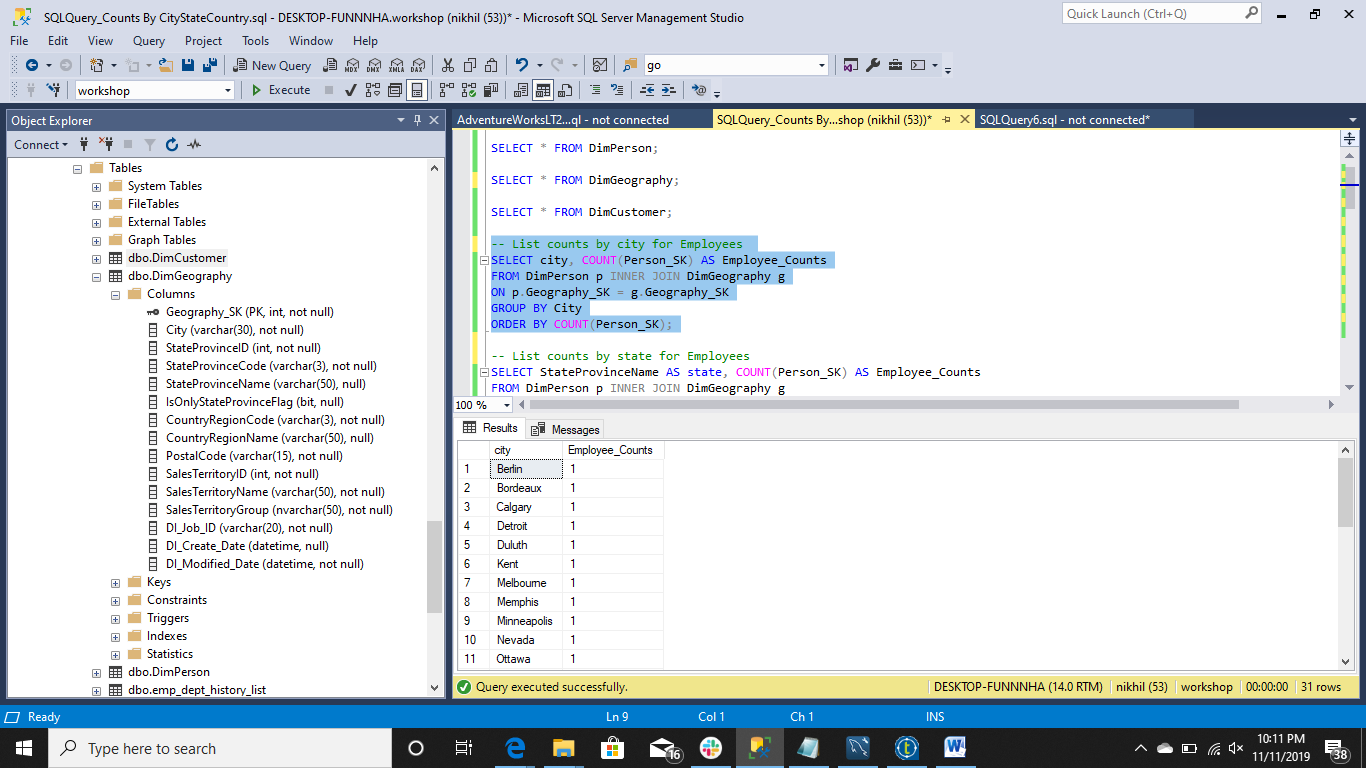 SQLQuery_Counts By CityStateCountry.sql - DESKTOP-FUNNNHA.workshop (nikhil (53))* - Microsoft SQL Server Management Studio
Quick Launch (Ctrl+Q)
File Edit View Query Project Tools Window Help
New Query MDX DMX XMLA DAX go
workshop Execute
Object Explorer
Connect
Tables
System Tables
FileTables
External Tables
Graph Tables
dbo.DimCustomer
dbo.DimGeography
Columns
Geography_SK (PK, int, not null)
City (varchar(30), not null)
StateProvinceID (int, not null)
StateProvinceCode (varchar(3), not null)
StateProvinceName (varchar(50), null)
IsOnlyStateProvinceFlag (bit, null)
CountryRegionCode (varchar(3), not null)
CountryRegionName (varchar(50), null)
PostalCode (varchar(15), not null)
SalesTerritoryID (int, not null)
SalesTerritoryName (varchar(50), not null)
SalesTerritoryGroup (nvarchar(50), not null)
DI_Job_ID (varchar(20), not null)
DI_Create_Date (datetime, null)
DI_Modified_Date (datetime, not null)
Keys
Constraints
Triggers
Indexes
Statistics
dbo.DimPerson
dbo.emp_dept_history_list
AdventureWorksLT2...ql - not connected SQLQuery_Counts By...shop (nikhil (53))* SQLQuery6.sql - not connected*
SELECT * FROM DimPerson;
SELECT * FROM DimGeography;
SELECT * FROM DimCustomer;
-- List counts by city for Employees
SELECT city, COUNT(Person_SK) AS Employee_Counts
FROM DimPerson p INNER JOIN DimGeography g
ON p.Geography_SK = g.Geography_SK
GROUP BY City
ORDER BY COUNT(Person_SK);
-- List counts by state for Employees
SELECT StateProvinceName AS state, COUNT(Person_SK) AS Employee_Counts
FROM DimPerson p INNER JOIN DimGeography g
100 %
Results Messages
city Employee_Counts
1 Berlin 1
2 Bordeaux 1
3 Calgary 1
4 Detroit 1
5 Duluth 1
6 Kent 1
7 Melbourne 1
8 Memphis 1
9 Minneapolis 1
10 Nevada 1
11 Ottawa 1
Query executed successfully. DESKTOP-FUNNNHA (14.0 RTM) nikhil (53) workshop 00:00:00 31 rows
Ready Ln 9 Col 1 Ch 1 INS
Type here to search 16 10:11 PM
11/11/2019 38